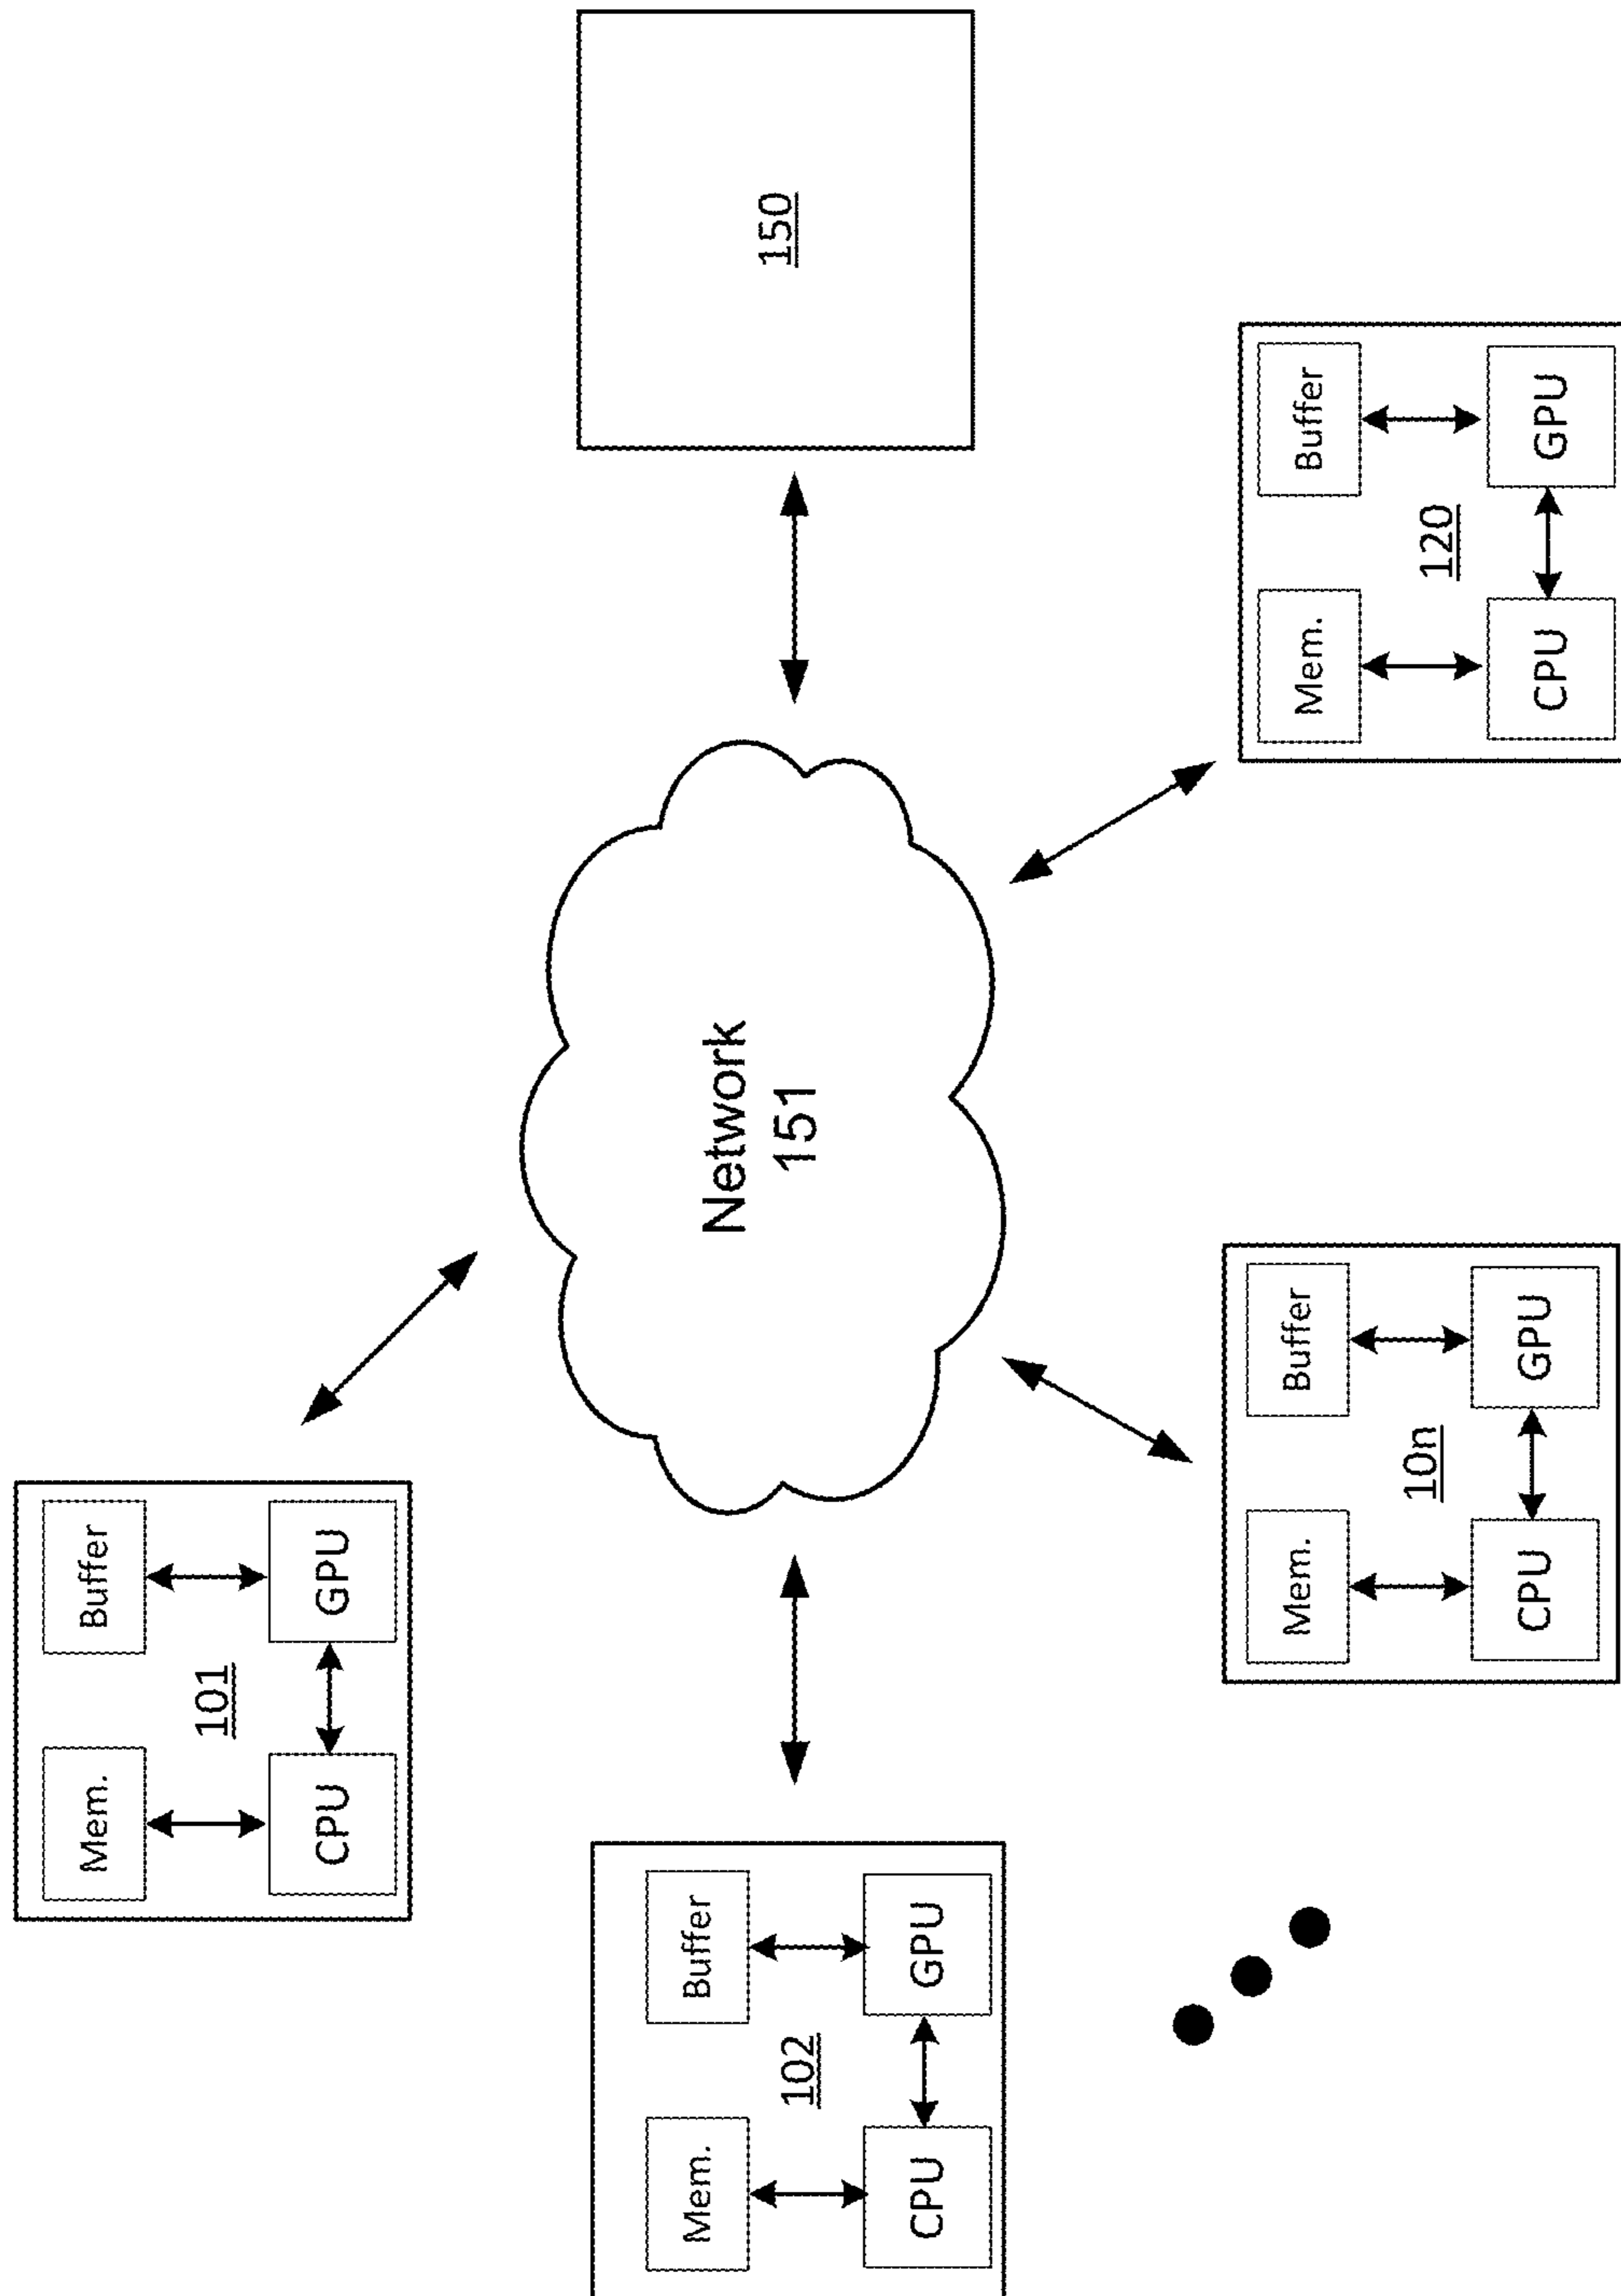 Mem.
Buffer
101
CPU
GPU
Mem.
Buffer
102
CPU
GPU
Network
151
150
Mem.
Buffer
10n
CPU
GPU
Mem.
Buffer
120
CPU
GPU